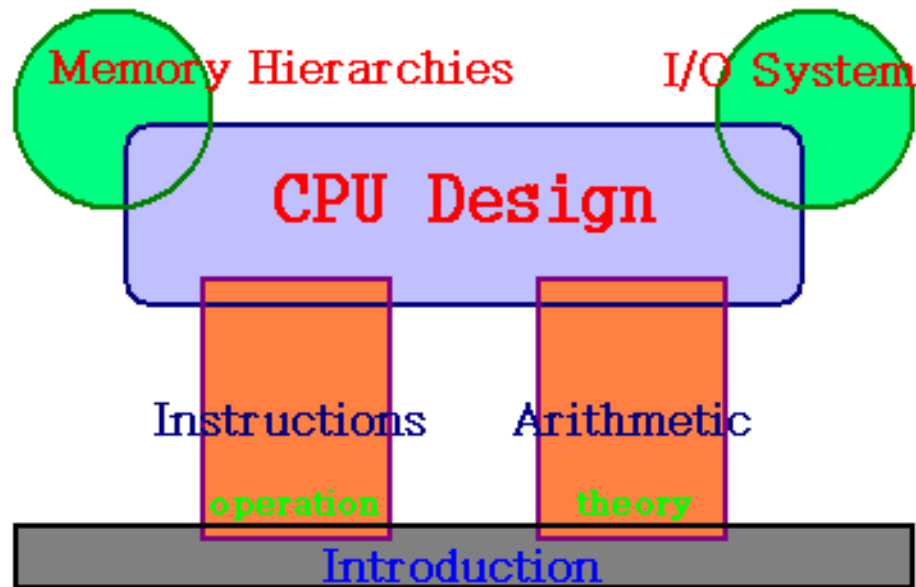 Memory Hierarchies
I/O System
CPU Design
Instructions
Arithmetic
operation
theory
Introduction